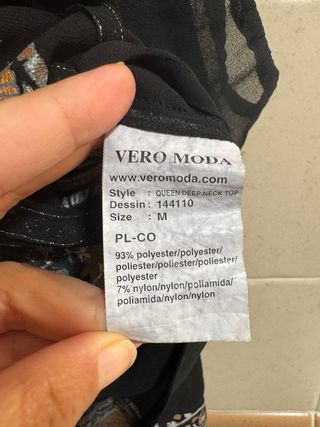 VERO MODA
www.veromoda.com
Style : QUEEN DEEP NECK TOP
Dessin : 144110
Size : M
PL-CO
93% polyester/polyester/
poliester/poliester/poliester/
polyester
7% nylon/nylon/poliamida/
poliamida/nylon/nylon